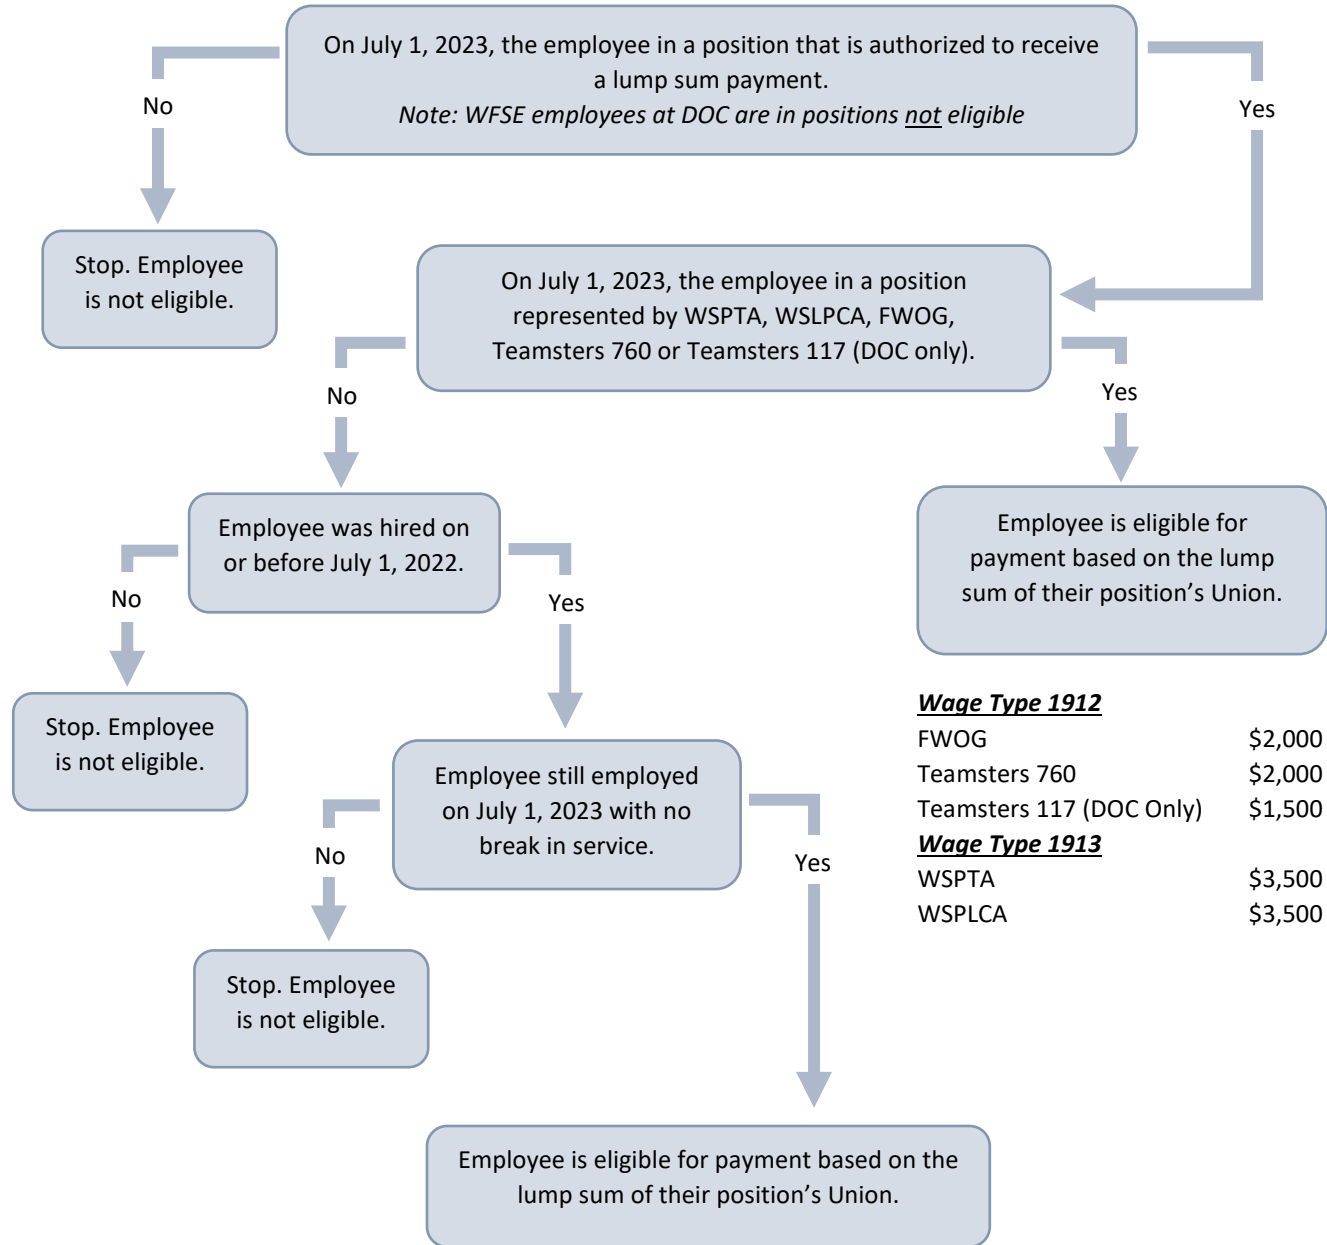 On July 1, 2023, the employee in a position that is authorized to receive
a lump sum payment.
Note: WFSE employees at DOC are in positions not eligible
No
Yes
Stop. Employee
is not eligible.
On July 1, 2023, the employee in a position
represented by WSPTA, WSLPCA, FWOG,
Teamsters 760 or Teamsters 117 (DOC only).
No
Yes
Employee was hired on
or before July 1, 2022.
Employee is eligible for
payment based on the lump
sum of their position’s Union.
No
Yes
Stop. Employee
is not eligible.
Wage Type 1912
FWOG $2,000
Teamsters 760 $2,000
Teamsters 117 (DOC Only) $1,500
Wage Type 1913
WSPTA $3,500
WSPLCA $3,500
Employee still employed
on July 1, 2023 with no
break in service.
No
Yes
Stop. Employee
is not eligible.
Employee is eligible for payment based on the
lump sum of their position’s Union.